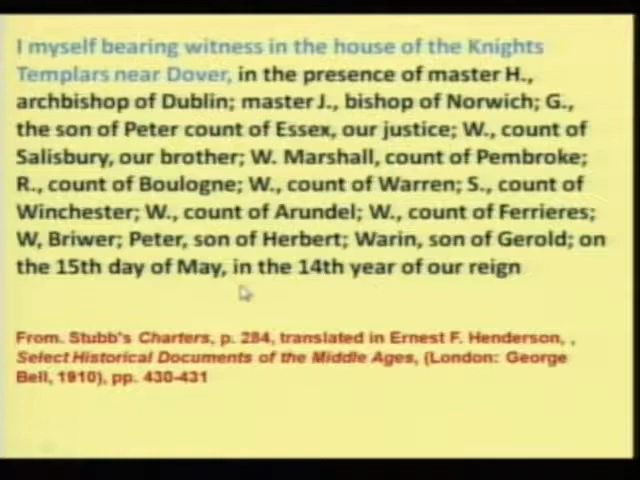 I myself bearing witness in the house of the Knights
Templars near Dover, in the presence of master H.,
archbishop of Dublin; master J., bishop of Norwich; G.,
the son of Peter count of Essex, our justice; W., count of
Salisbury, our brother; W. Marshall, count of Pembroke;
R., count of Boulogne; W., count of Warren; S., count of
Winchester; W., count of Arundel; W., count of Ferrieres;
W, Briwer; Peter, son of Herbert; Warin, son of Gerold; on
the 15th day of May, in the 14th year of our reign
From. Stubb's Charters, p. 284, translated in Ernest F. Henderson, ,
Select Historical Documents of the Middle Ages, (London: George
Bell, 1910), pp. 430-431